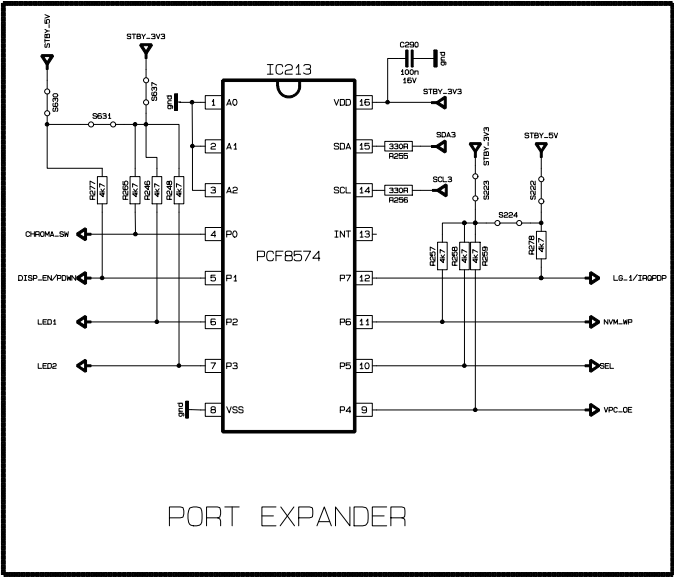 STBY_5V
STBY_3V3
S630
S637
S631
C290
100n
16V
gnd
IC213
STBY_3V3
gnd
1 A0
VDD 16
SDA3
2 A1
SDA 15
330R
R255
STBY_3V3
STBY_5V
R277 4k7
R265 4k7
R246 4k7
R248 4k7
3 A2
SCL 14
330R
R256
SCL3
S223
S222
S224
CHROMA_SW
4 P0
INT 13
PCF8574
R257 4k7
R258 4k7
R259 4k7
R278 4k7
DISP_EN/PDWN
5 P1
P7 12
LG_1/IRQPDP
LED1
6 P2
P6 11
NVM_WP
LED2
7 P3
P5 10
SEL
gnd
8 VSS
P4 9
VPC_OE
PORT EXPANDER